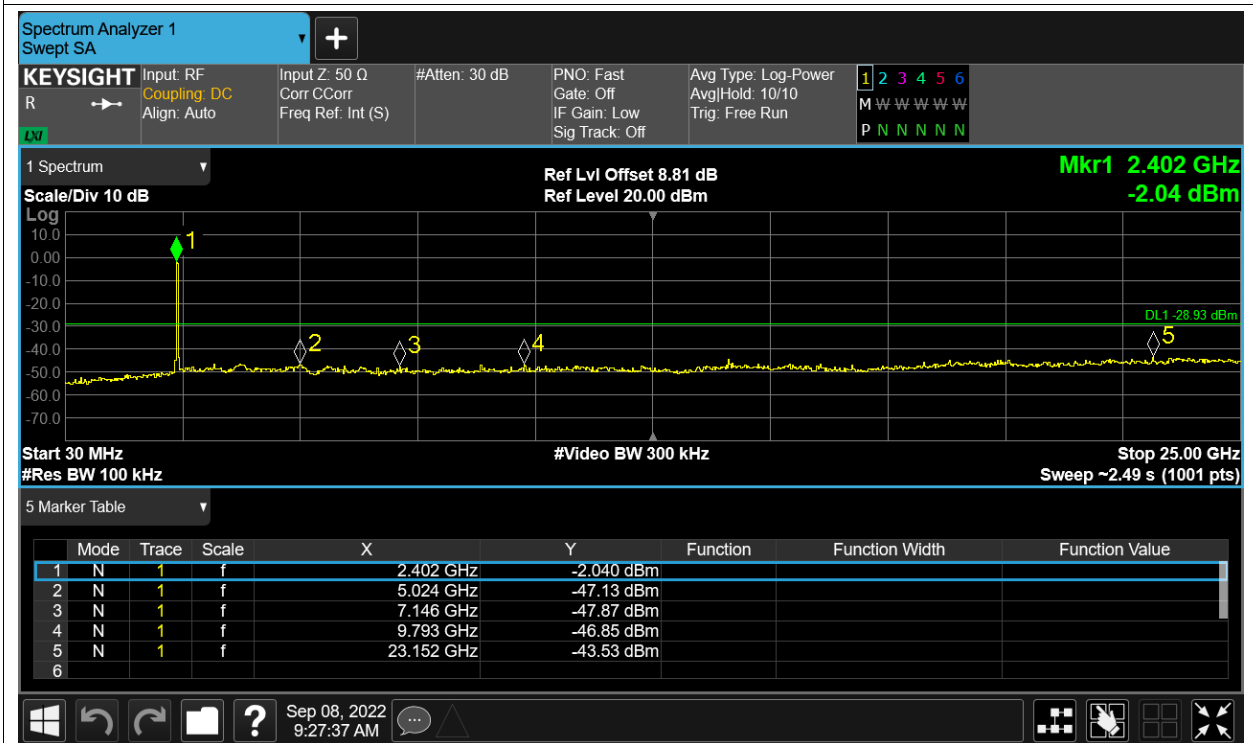 Spectrum Analyzer 1
Swept SA
+
KEYSIGHT Input: RF Input Z: 50 Ω #Atten: 30 dB PNO: Fast Avg Type: Log-Power 1 2 3 4 5 6
R Coupling: DC Corr CCorr Gate: Off Avg|Hold: 10/10 M W W W W W
Align: Auto Freq Ref: Int (S) IF Gain: Low Trig: Free Run
LXI Sig Track: Off P N N N N N
1 Spectrum Ref Lvl Offset 8.81 dB Mkr1 2.402 GHz
Scale/Div 10 dB Ref Level 20.00 dBm -2.04 dBm
Log
10.0
0.00
-10.0
-20.0
-30.0
-40.0
-50.0
-60.0
-70.0
1
2
3
4
5
DL1 -28.93 dBm
Start 30 MHz #Video BW 300 kHz Stop 25.00 GHz
#Res BW 100 kHz Sweep ~2.49 s (1001 pts)
5 Marker Table
Mode Trace Scale X Y Function Function Width Function Value
1 N 1 f 2.402 GHz -2.040 dBm
2 N 1 f 5.024 GHz -47.13 dBm
3 N 1 f 7.146 GHz -47.87 dBm
4 N 1 f 9.793 GHz -46.85 dBm
5 N 1 f 23.152 GHz -43.53 dBm
6
? Sep 08, 2022
9:27:37 AM